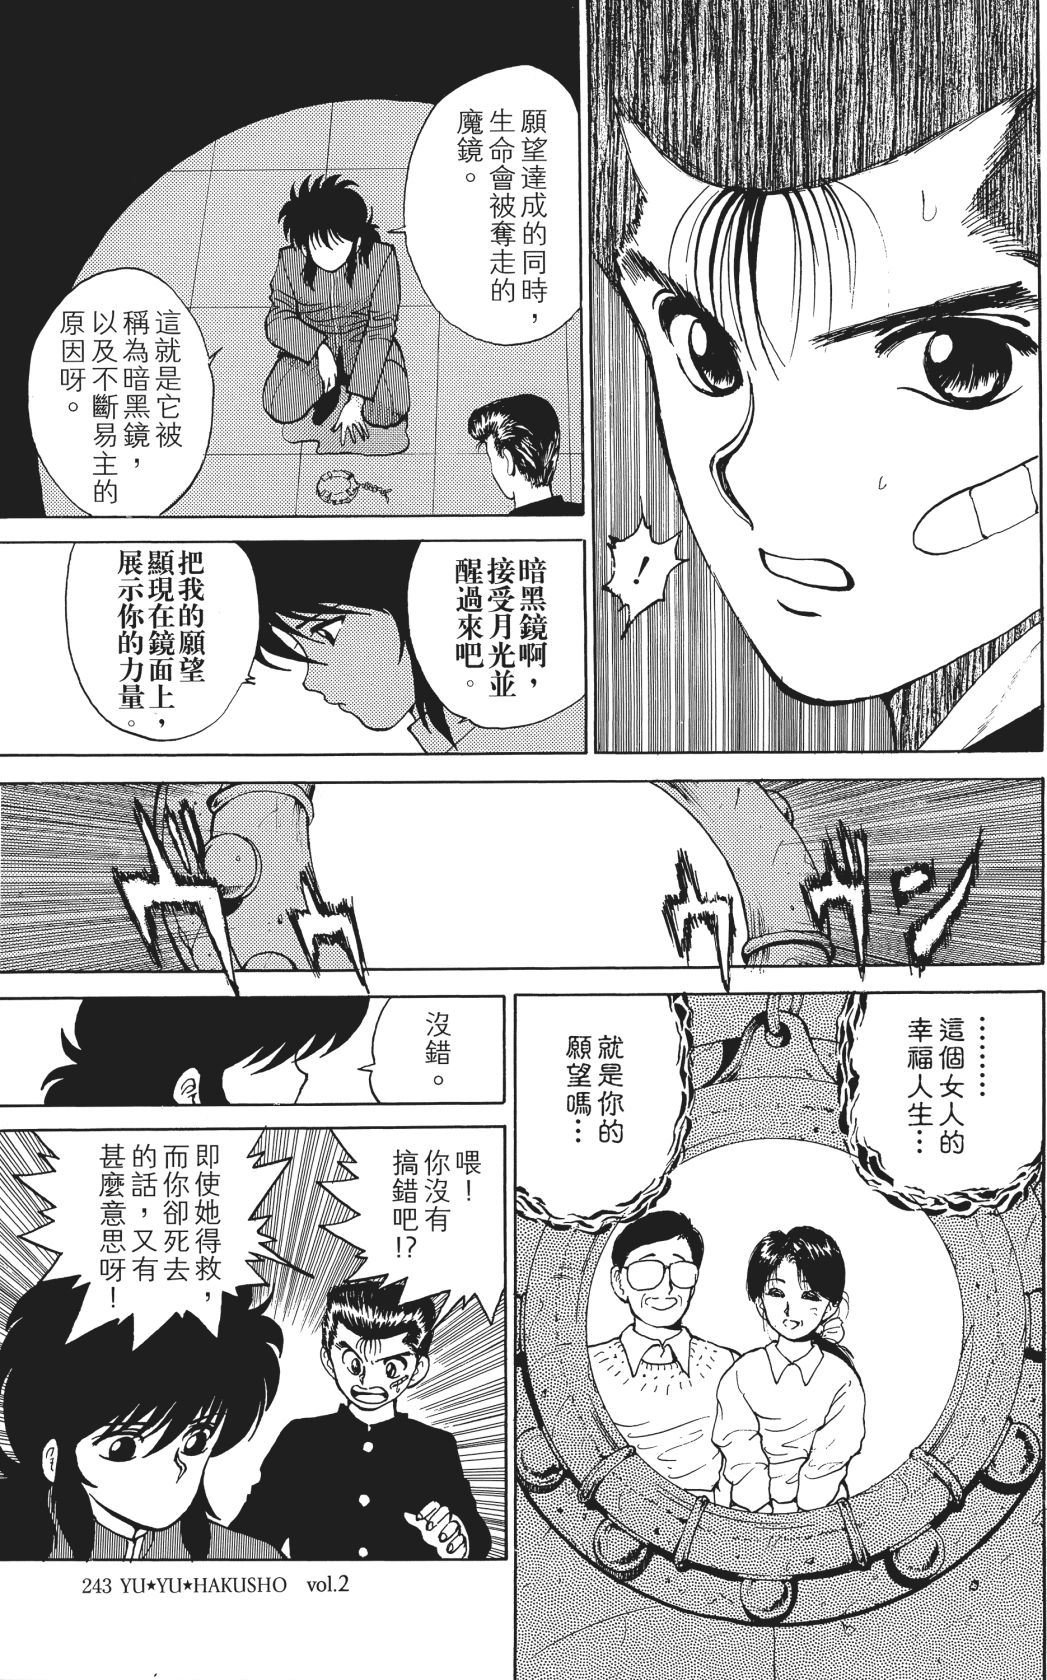 ！
願望達成的同時，
生命會被奪走的
魔鏡。
這就是它被
稱為暗黑鏡，
以及不斷易主的
原因呀。
暗黑鏡啊，
接受月光並
醒過來吧。
把我的願望
顯現在鏡面上，
展示你的力量。
カッ
カッ
………
這個女人的
幸福人生…
就是你的
願望嗎…
沒錯。
喂！
你沒有
搞錯吧!?
即使她得救，
而你卻死去
的話，又有
甚麼意思呀！
243 YU★YU★HAKUSHO vol.2